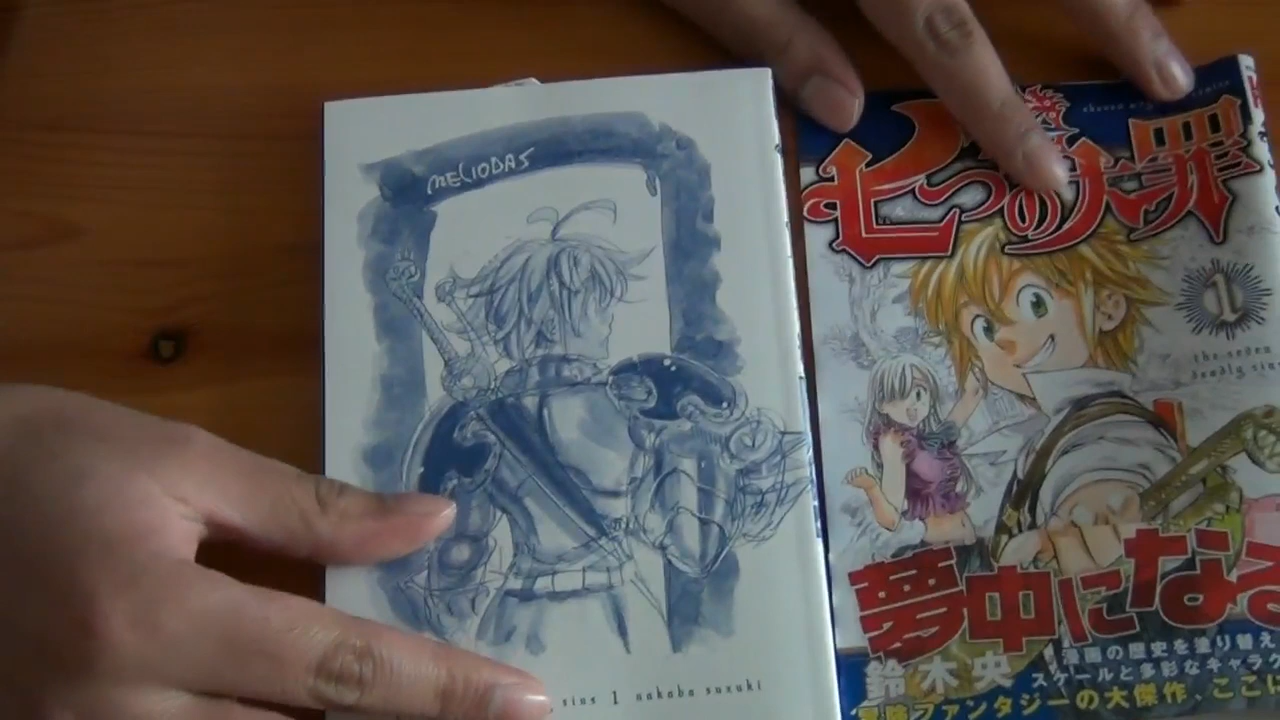 MELIODAS
sins 1 nakaba suzuki
七つの大罪
1
the seven
deadly sins
夢中になる
鈴木央
漫画の歴史を塗り替え
スケールと多彩なキャラク
冒険ファンタジーの大傑作、ここに